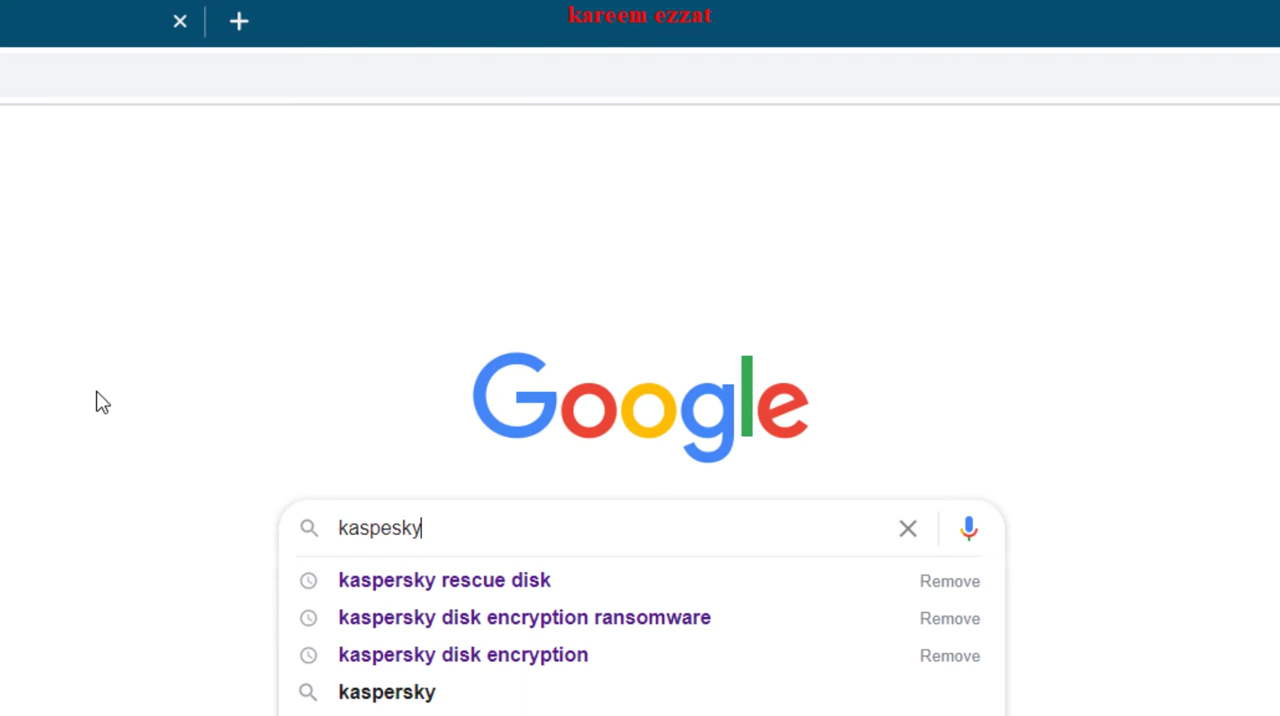 kareem ezzat
Google
kaspesky
kaspersky rescue disk Remove
kaspersky disk encryption ransomware Remove
kaspersky disk encryption Remove
kaspersky